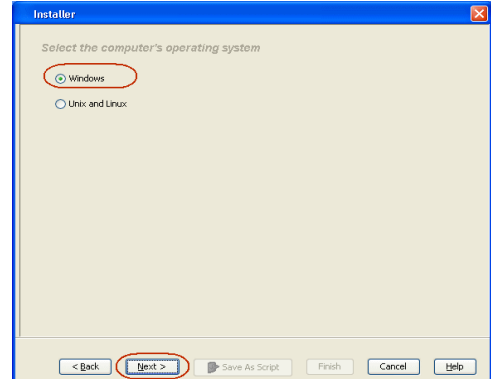 Installer
Select the computer's operating system
Windows
Unix and Linux
< Back Next > Save As Script Finish Cancel Help